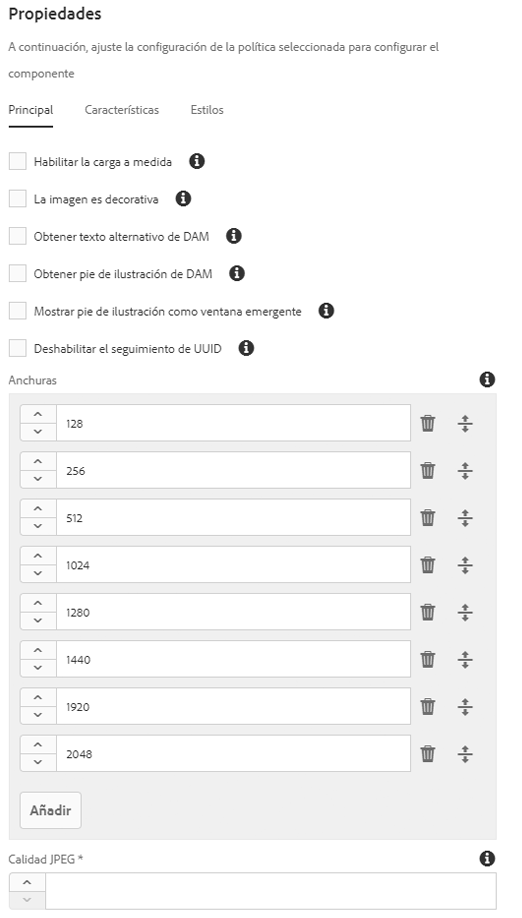 Propiedades
A continuación, ajuste la configuración de la política seleccionada para configurar el
componente
Principal Características Estilos
Habilitar la carga a medida
La imagen es decorativa
Obtener texto alternativo de DAM
Obtener pie de ilustración de DAM
Mostrar pie de ilustración como ventana emergente
Deshabilitar el seguimiento de UUID
Anchuras
128
256
512
1024
1280
1440
1920
2048
Añadir
Calidad JPEG *